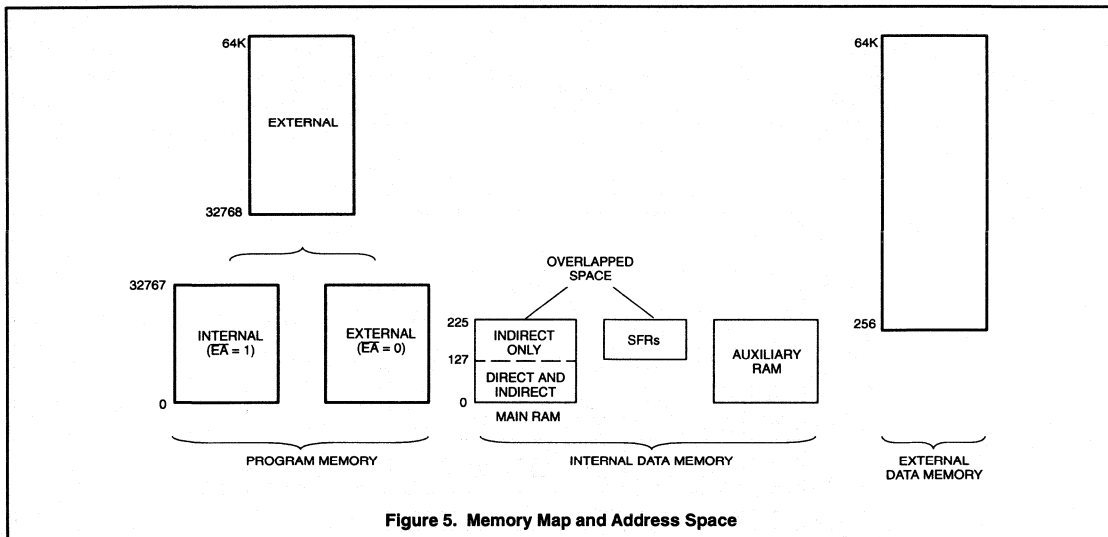 64K
EXTERNAL
32768
32767
INTERNAL
(E̅A̅ = 1)
EXTERNAL
(E̅A̅ = 0)
0
PROGRAM MEMORY
OVERLAPPED
SPACE
225
INDIRECT
ONLY
127
DIRECT AND
INDIRECT
0
MAIN RAM
SFRs
AUXILIARY
RAM
INTERNAL DATA MEMORY
64K
256
EXTERNAL
DATA MEMORY
Figure 5. Memory Map and Address Space